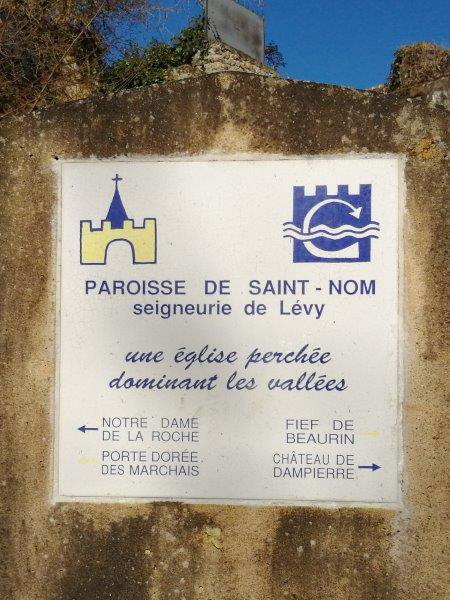 PAROISSE DE SAINT - NOM
seigneurie de Lévy
une église perchée
dominant les vallées
NOTRE DAME
DE LA ROCHE
PORTE DORÉE
DES MARCHAIS
FIEF DE
BEAURIN
CHÂTEAU DE
DAMPIERRE